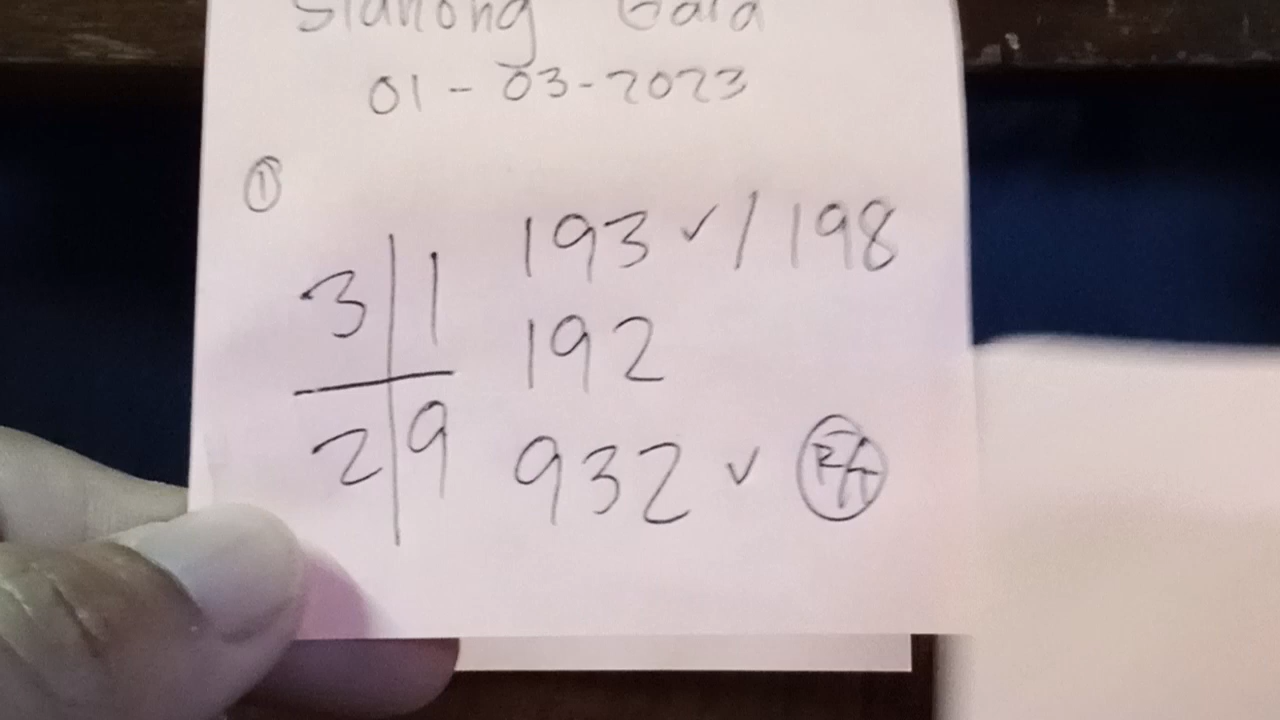 01-03-2023
①
3 | 1
2 | 9
193 ✓ / 198
192
932 ✓